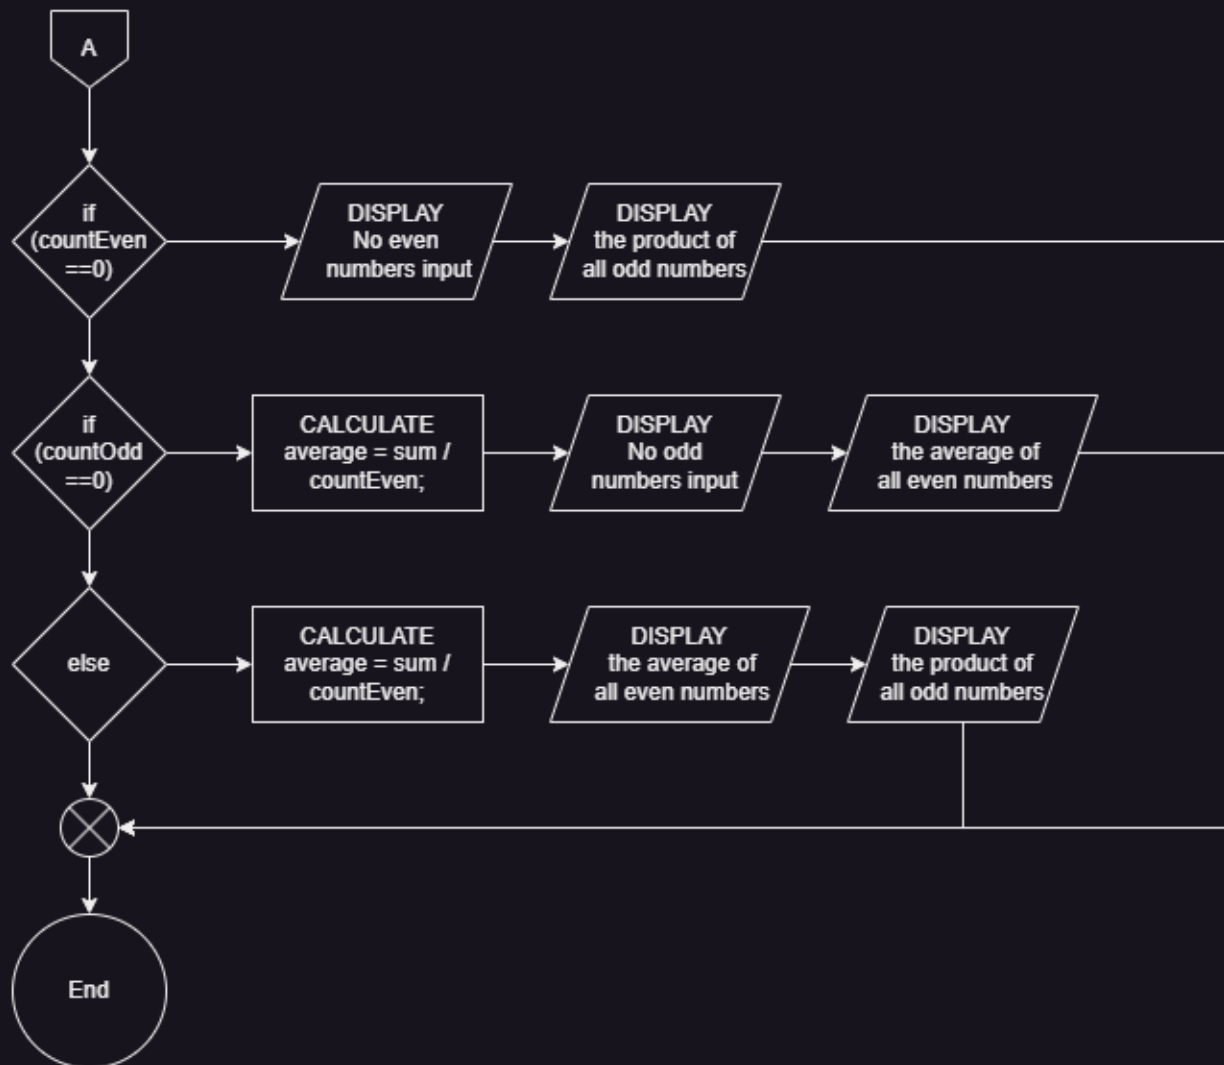 A
if
(countEven
==0)
DISPLAY
No even
numbers input
DISPLAY
the product of
all odd numbers
if
(countOdd
==0)
CALCULATE
average = sum /
countEven;
DISPLAY
No odd
numbers input
DISPLAY
the average of
all even numbers
else
CALCULATE
average = sum /
countEven;
DISPLAY
the average of
all even numbers
DISPLAY
the product of
all odd numbers
End